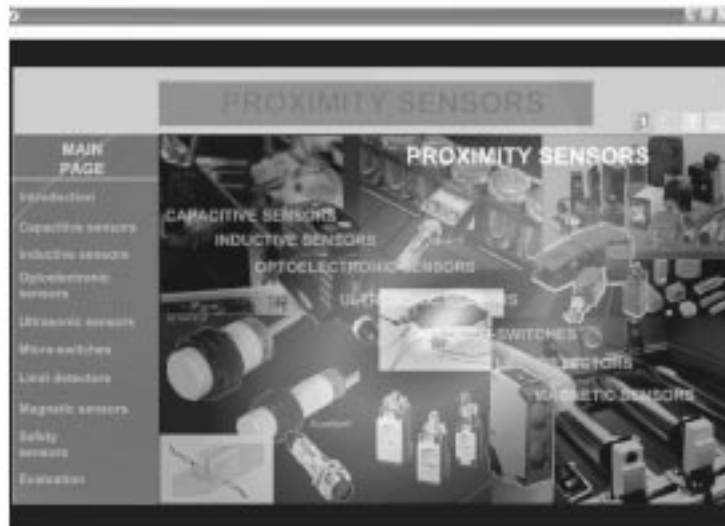 PROXIMITY SENSORS
MAIN
PAGE
PROXIMITY SENSORS
Introduction
Capacitive sensors
Inductive sensors
Optoelectronic
sensors
Ultrasonic sensors
Micro-switches
Limit detectors
Magnetic sensors
Safety
sensors
Evaluation
CAPACITIVE SENSORS
INDUCTIVE SENSORS
OPTOELECTRONIC SENSORS
-SWITCHES
MAGNETIC SENSORS